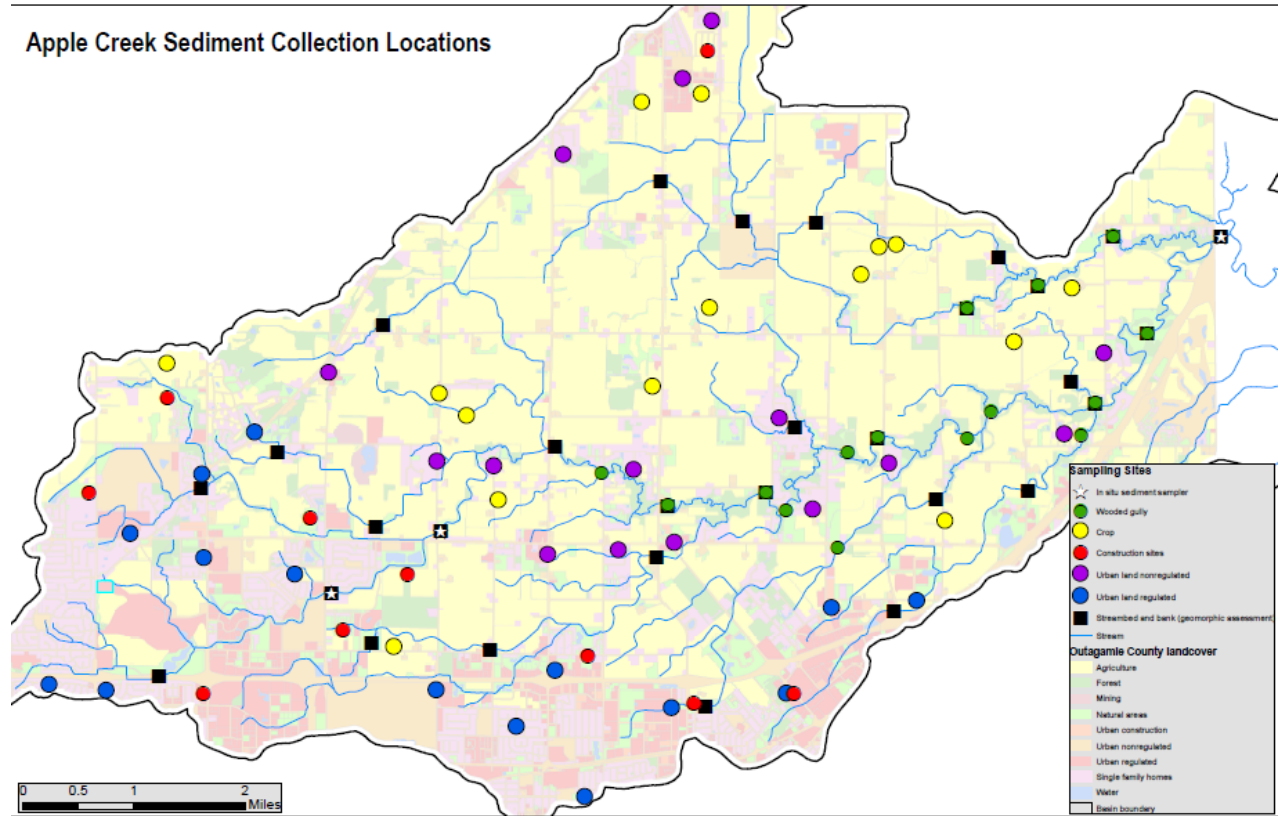 Apple Creek Sediment Collection Locations
Sampling Sites
In situ sediment sampler
Wooded gully
Crop
Construction sites
Urban land nonregulated
Urban land regulated
Streambed and bank (geomorphic assessment)
Stream
Outagamie County landcover
Agriculture
Forest
Mining
Natural areas
Urban construction
Urban nonregulated
Urban regulated
Single family homes
Water
Basin boundary
0 0.5 1 2
Miles